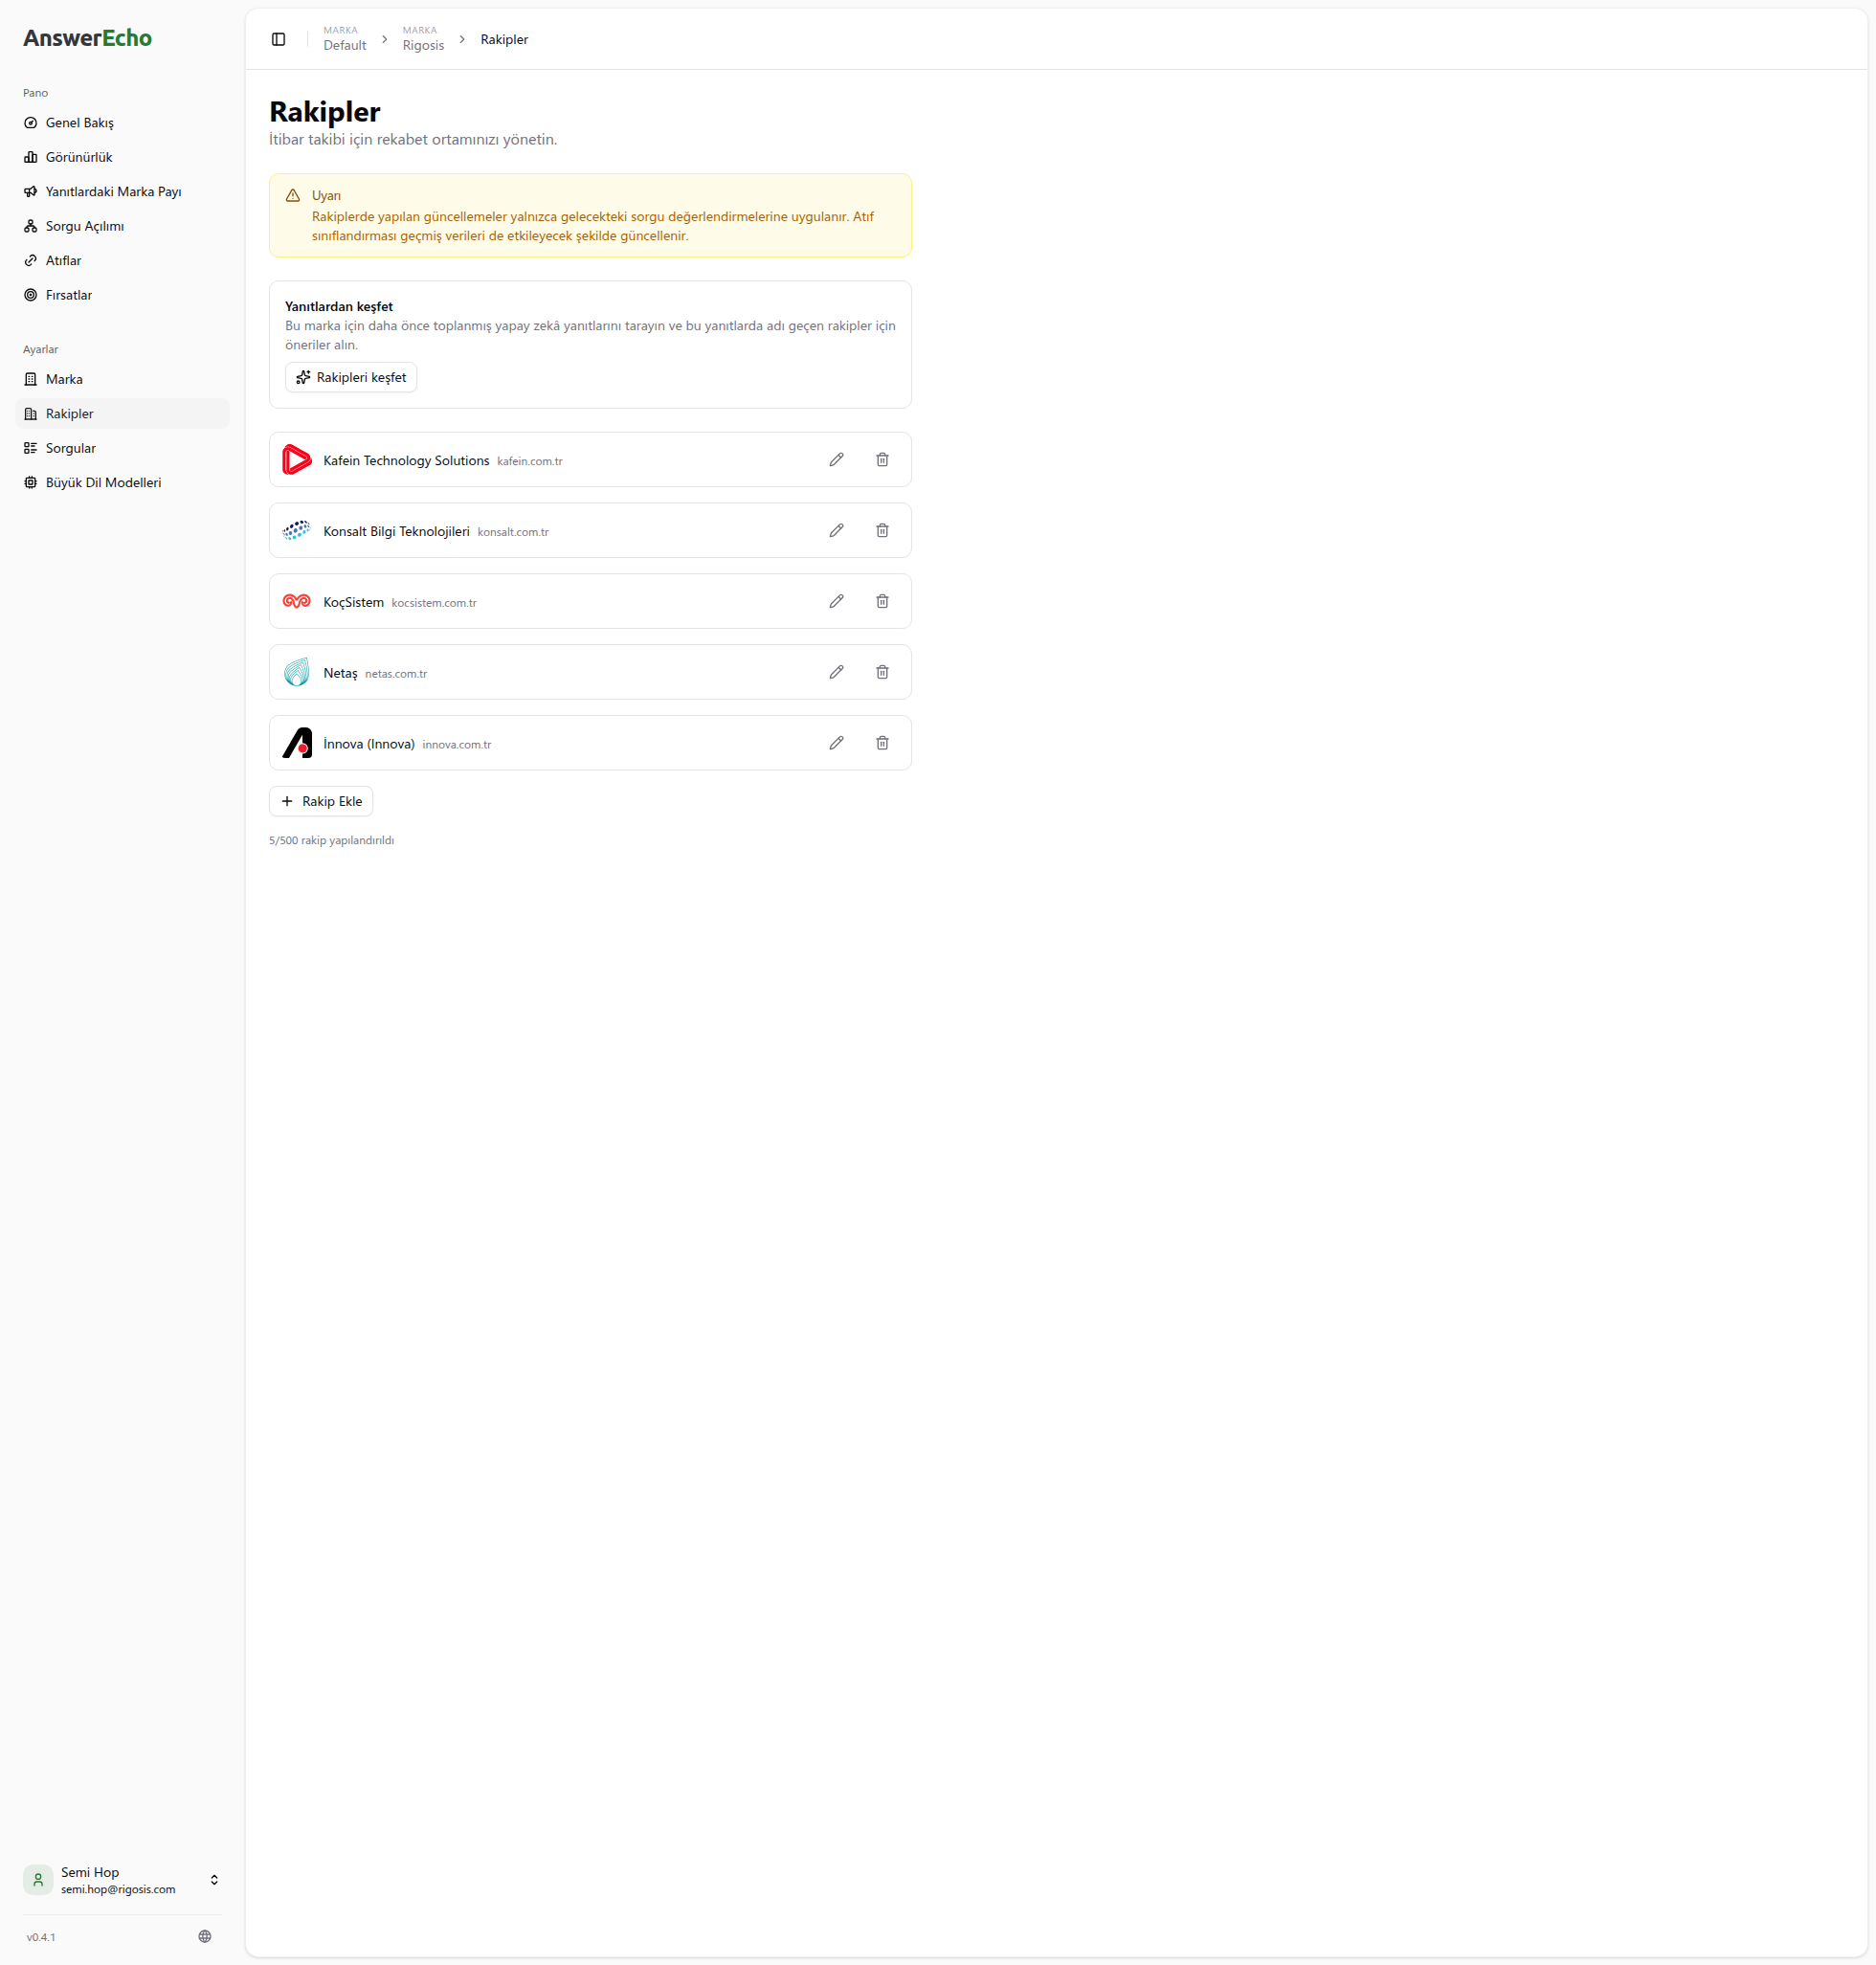 AnswerEcho
Pano
Genel Bakış
Görünürlük
Yanıtlardaki Marka Payı
Sorgu Açılımı
Atıflar
Fırsatlar
Ayarlar
Marka
Rakipler
Sorgular
Büyük Dil Modelleri
Semi Hop
semi.hop@rigosis.com
v0.4.1
MARKA
Default
MARKA
Rigosis
Rakipler
Rakipler
İtibar takibi için rekabet ortamınızı yönetin.
Uyarı
Rakiplerde yapılan güncellemeler yalnızca gelecekteki sorgu değerlendirmelerine uygulanır. Atıf
sınıflandırması geçmiş verileri de etkileyecek şekilde güncellenir.
Yanıtlardan keşfet
Bu marka için daha önce toplanmış yapay zekâ yanıtlarını tarayın ve bu yanıtlarda adı geçen rakipler için
öneriler alın.
Rakipleri keşfet
Kafein Technology Solutions kafein.com.tr
Konsalt Bilgi Teknolojileri konsalt.com.tr
KoçSistem kocsistem.com.tr
Netaş netas.com.tr
İnnova (Innova) innova.com.tr
Rakip Ekle
5/500 rakip yapılandırıldı